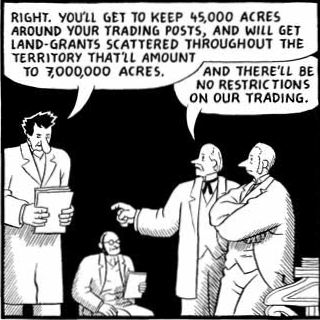 RIGHT. YOU'LL GET TO KEEP 45,000 ACRES
AROUND YOUR TRADING POSTS, AND WILL GET
LAND-GRANTS SCATTERED THROUGHOUT THE
TERRITORY THAT'LL AMOUNT
TO 7,000,000 ACRES.
AND THERE'LL BE
NO RESTRICTIONS
ON OUR TRADING.